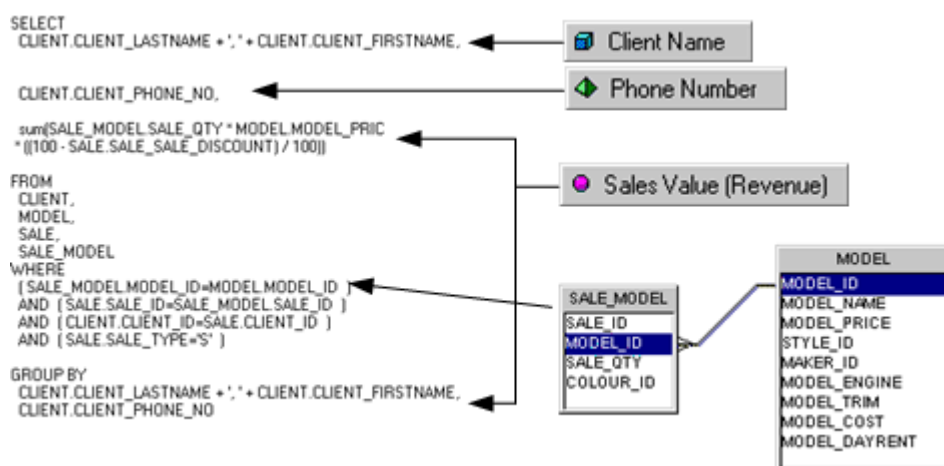 SELECT
CLIENT.CLIENT_LASTNAME + ', ' + CLIENT.CLIENT_FIRSTNAME,
CLIENT.CLIENT_PHONE_NO,
sum(SALE_MODEL.SALE_QTY * MODEL.MODEL_PRIC
* ((100 - SALE.SALE_SALE_DISCOUNT) / 100))
FROM
CLIENT,
MODEL,
SALE,
SALE_MODEL
WHERE
( SALE_MODEL.MODEL_ID=MODEL.MODEL_ID )
AND ( SALE.SALE_ID=SALE_MODEL.SALE_ID )
AND ( CLIENT.CLIENT_ID=SALE.CLIENT_ID )
AND ( SALE.SALE_TYPE='S' )
GROUP BY
CLIENT.CLIENT_LASTNAME + ', ' + CLIENT.CLIENT_FIRSTNAME,
CLIENT.CLIENT_PHONE_NO
Client Name
Phone Number
Sales Value (Revenue)
SALE_MODEL
SALE_ID
MODEL_ID
SALE_QTY
COLOUR_ID
MODEL
MODEL_ID
MODEL_NAME
MODEL_PRICE
STYLE_ID
MAKER_ID
MODEL_ENGINE
MODEL_TRIM
MODEL_COST
MODEL_DAYRENT